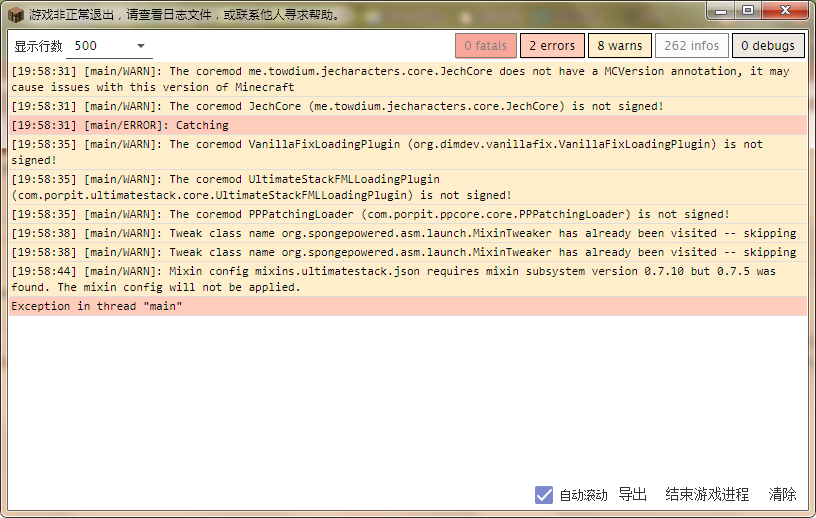 游戏非正常退出，请查看日志文件，或联系他人寻求帮助。
显示行数 500 0 fatals 2 errors 8 warns 262 infos 0 debugs
[19:58:31] [main/WARN]: The coremod me.towdium.jecharacters.core.JechCore does not have a MCVersion annotation, it may
cause issues with this version of Minecraft
[19:58:31] [main/WARN]: The coremod JechCore (me.towdium.jecharacters.core.JechCore) is not signed!
[19:58:31] [main/ERROR]: Catching
[19:58:35] [main/WARN]: The coremod VanillaFixLoadingPlugin (org.dimdev.vanillafix.VanillaFixLoadingPlugin) is not
signed!
[19:58:35] [main/WARN]: The coremod UltimateStackFMLLoadingPlugin
(com.porpit.ultimatestack.core.UltimateStackFMLLoadingPlugin) is not signed!
[19:58:35] [main/WARN]: The coremod PPPatchingLoader (com.porpit.ppcore.core.PPPatchingLoader) is not signed!
[19:58:38] [main/WARN]: Tweak class name org.spongepowered.asm.launch.MixinTweaker has already been visited -- skipping
[19:58:38] [main/WARN]: Tweak class name org.spongepowered.asm.launch.MixinTweaker has already been visited -- skipping
[19:58:44] [main/WARN]: Mixin config mixins.ultimatestack.json requires mixin subsystem version 0.7.10 but 0.7.5 was
found. The mixin config will not be applied.
Exception in thread "main"
自动滚动 导出 结束游戏进程 清除